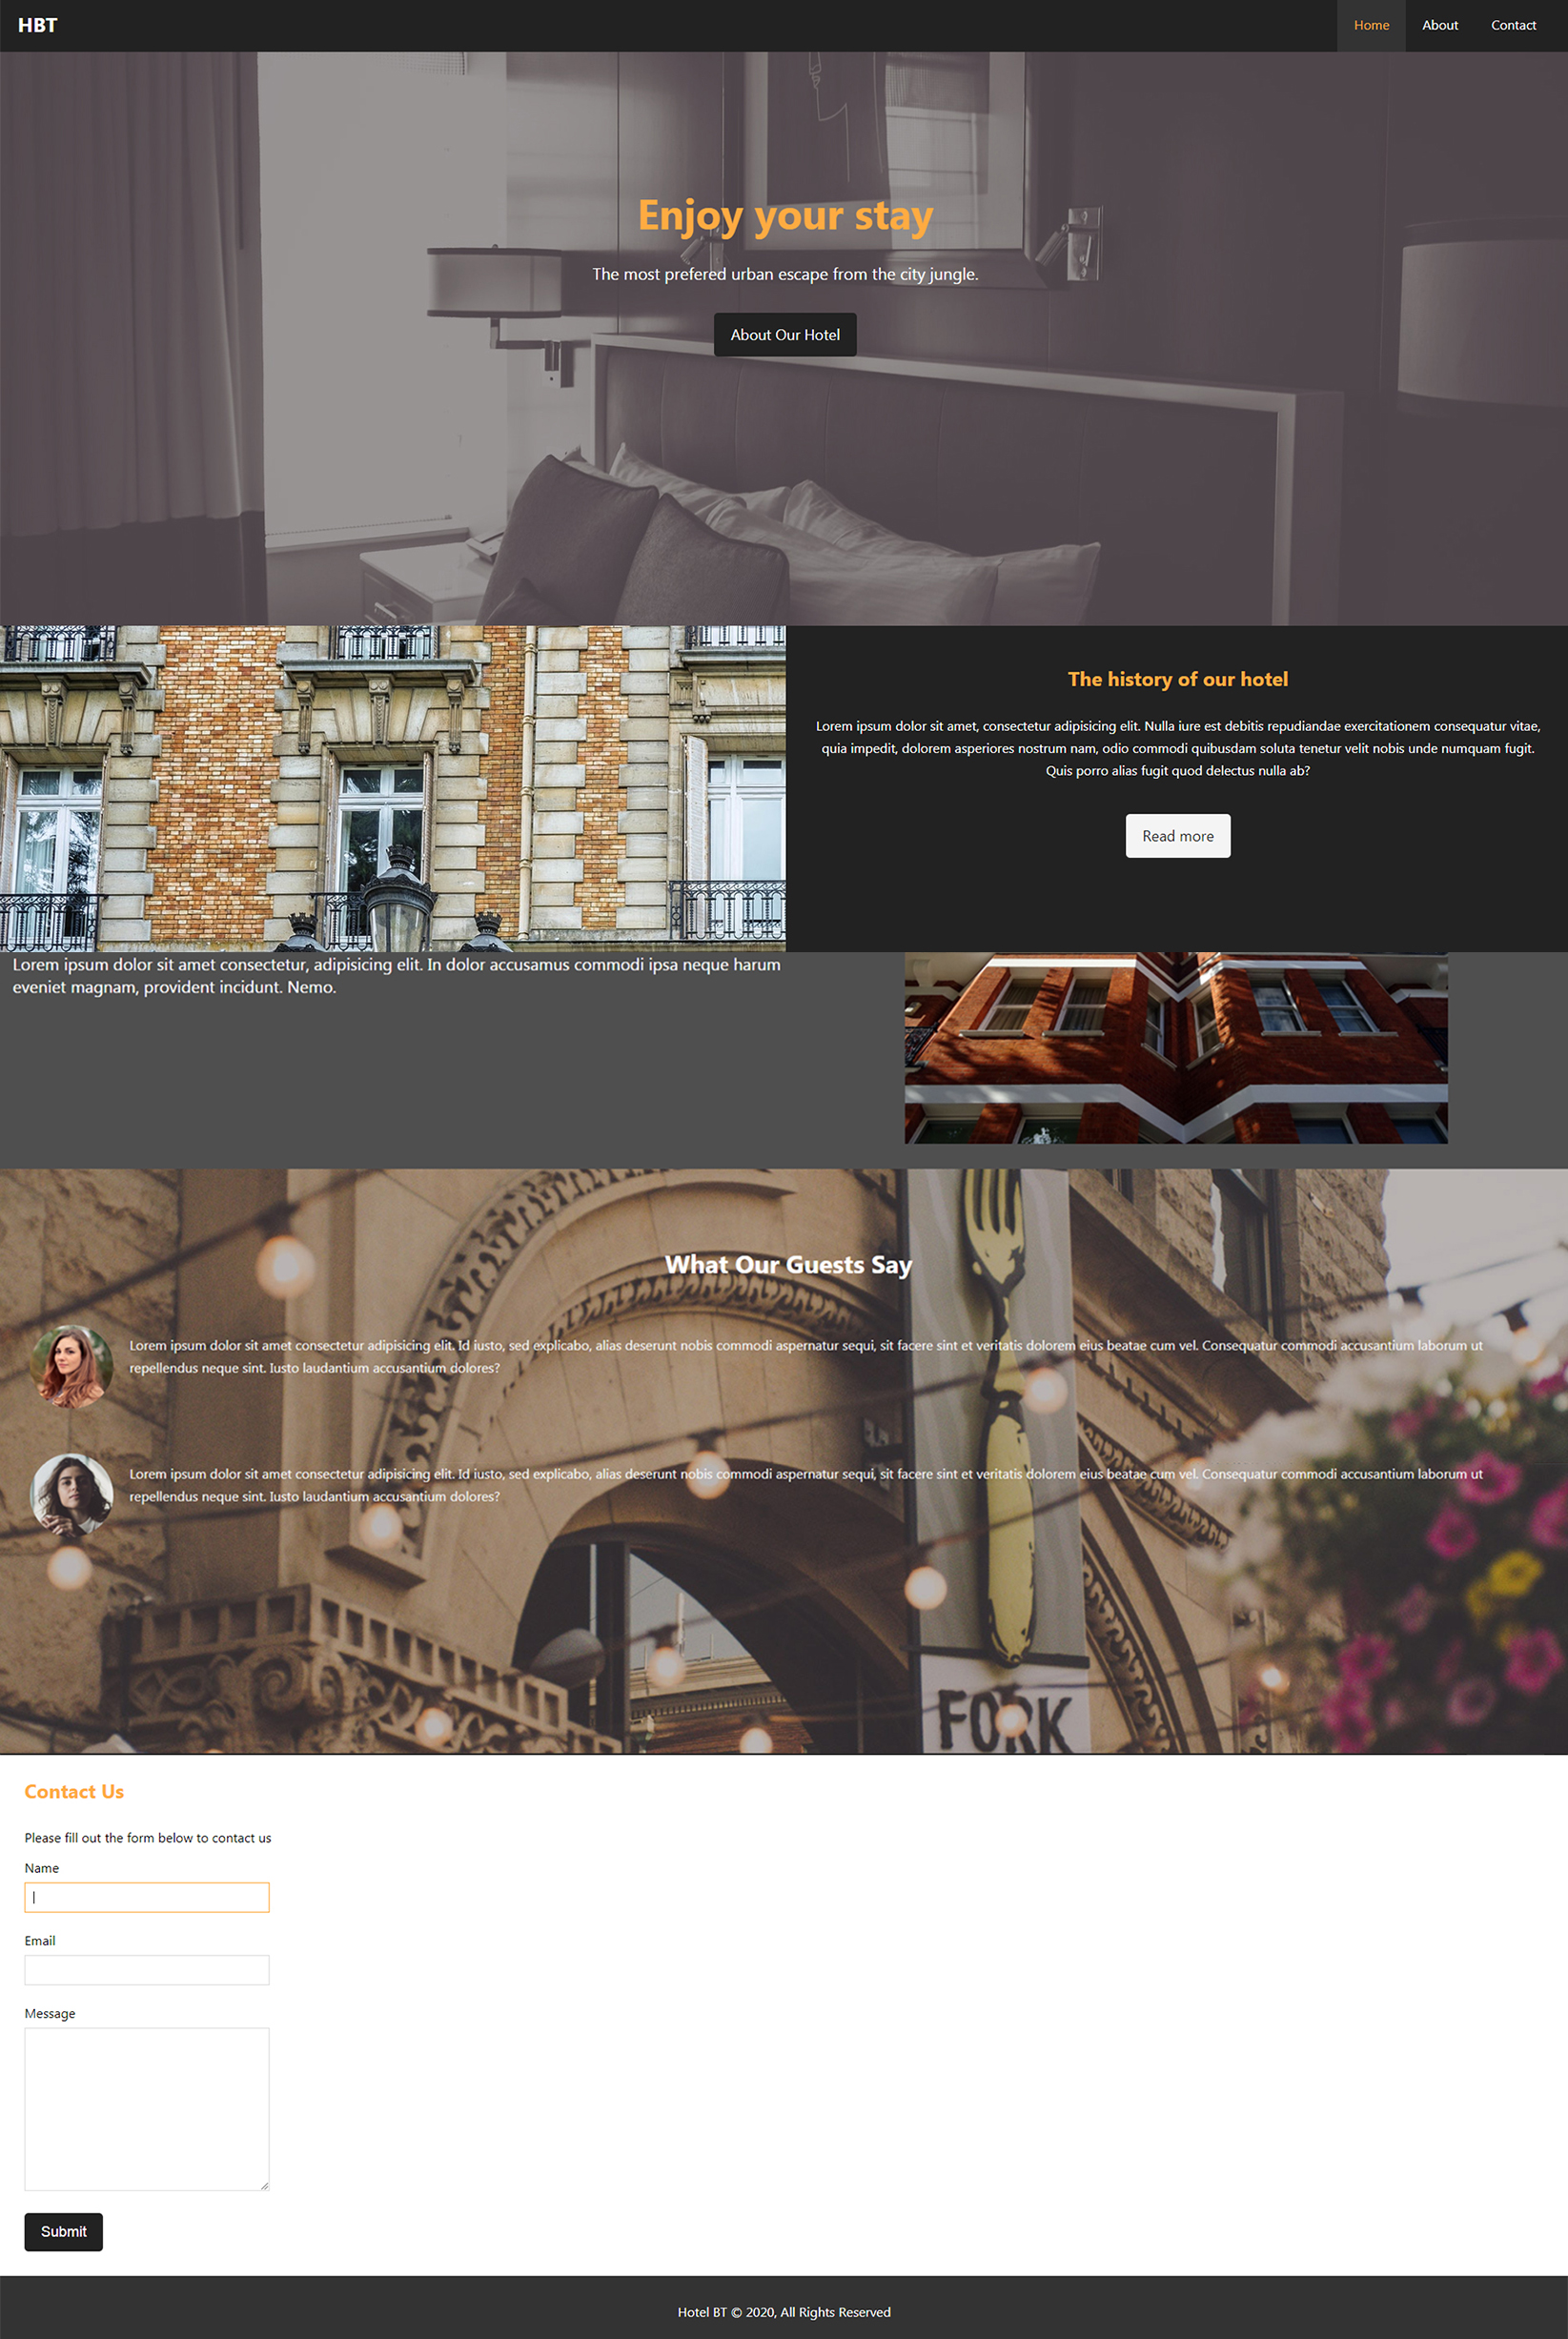 HBT
Home About Contact
Enjoy your stay
The most prefered urban escape from the city jungle.
About Our Hotel
The history of our hotel
Lorem ipsum dolor sit amet, consectetur adipisicing elit. Nulla iure est debitis repudiandae exercitationem consequatur vitae,
quia impedit, dolorem asperiores nostrum nam, odio commodi quibusdam soluta tenetur velit nobis unde numquam fugit.
Quis porro alias fugit quod delectus nulla ab?
Read more
Lorem ipsum dolor sit amet consectetur, adipisicing elit. In dolor accusamus commodi ipsa neque harum
eveniet magnam, provident incidunt. Nemo.
What Our Guests Say
Lorem ipsum dolor sit amet consectetur adipisicing elit. Id iusto, sed explicabo, alias deserunt nobis commodi aspernatur sequi, sit facere sint et veritatis dolorem eius beatae cum vel. Consequatur commodi accusantium laborum ut
repellendus neque sint. Iusto laudantium accusantium dolores?
Lorem ipsum dolor sit amet consectetur adipisicing elit. Id iusto, sed explicabo, alias deserunt nobis commodi aspernatur sequi, sit facere sint et veritatis dolorem eius beatae cum vel. Consequatur commodi accusantium laborum ut
repellendus neque sint. Iusto laudantium accusantium dolores?
FORK
Contact Us
Please fill out the form below to contact us
Name
Email
Message
Submit
Hotel BT © 2020, All Rights Reserved